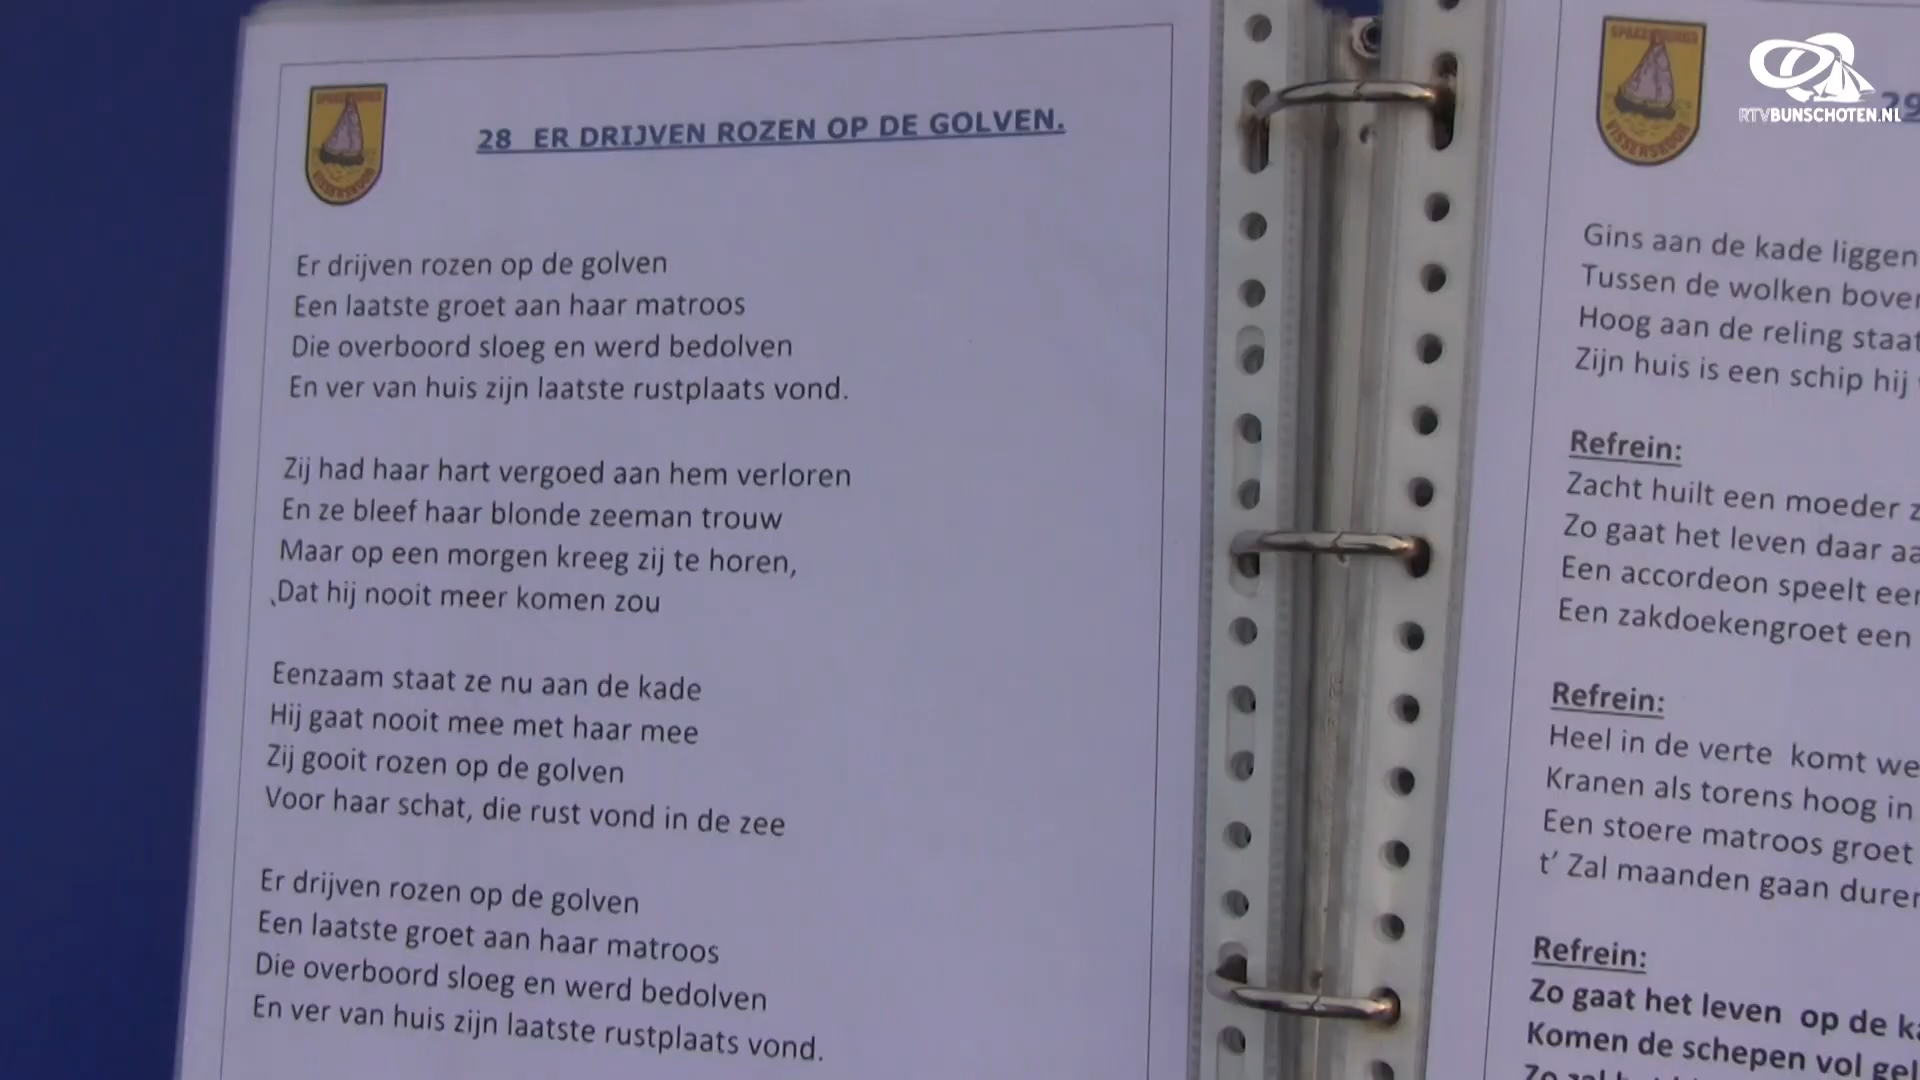 SPAKENBURGS
VISSERSKOOR
28 ER DRIJVEN ROZEN OP DE GOLVEN.
Er drijven rozen op de golven
Een laatste groet aan haar matroos
Die overboord sloeg en werd bedolven
En ver van huis zijn laatste rustplaats vond.
Zij had haar hart vergoed aan hem verloren
En ze bleef haar blonde zeeman trouw
Maar op een morgen kreeg zij te horen,
Dat hij nooit meer komen zou
Eenzaam staat ze nu aan de kade
Hij gaat nooit mee met haar mee
Zij gooit rozen op de golven
Voor haar schat, die rust vond in de zee
Er drijven rozen op de golven
Een laatste groet aan haar matroos
Die overboord sloeg en werd bedolven
En ver van huis zijn laatste rustplaats vond.
SPAKENBURGS
VISSERSKOOR
RTVBUNSCHOTEN.NL
29
Gins aan de kade liggen
Tussen de wolken boven
Hoog aan de reling staat
Zijn huis is een schip hij
Refrein:
Zacht huilt een moeder
Zo gaat het leven daar
Een accordeon speelt een
Een zakdoekengroet een
Refrein:
Heel in de verte komt
Kranen als torens hoog in
Een stoere matroos groet
t' Zal maanden gaan duren
Refrein:
Zo gaat het leven op de
Komen de schepen vol